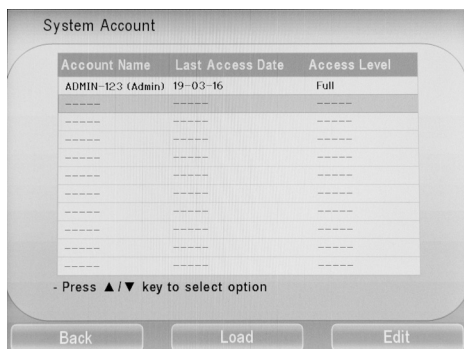 System Account
Account Name Last Access Date Access Level
ADMIN-123 (Admin) 19-03-16 Full
----- ----- -----
----- ----- -----
----- ----- -----
----- ----- -----
----- ----- -----
----- ----- -----
----- ----- -----
----- ----- -----
----- ----- -----
----- ----- -----
- Press ▲/▼ key to select option
Back Load Edit